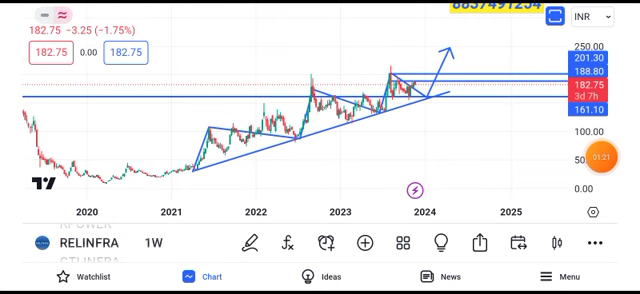 INR
182.75 −3.25 (−1.75%)
182.75 0.00 182.75
250.00
201.30
188.80
182.75
3d 7h
161.10
100.00
50.
0.00
01:21
2020 2021 2022 2023 2024 2025
RELINFRA 1W
Watchlist Chart Ideas News Menu